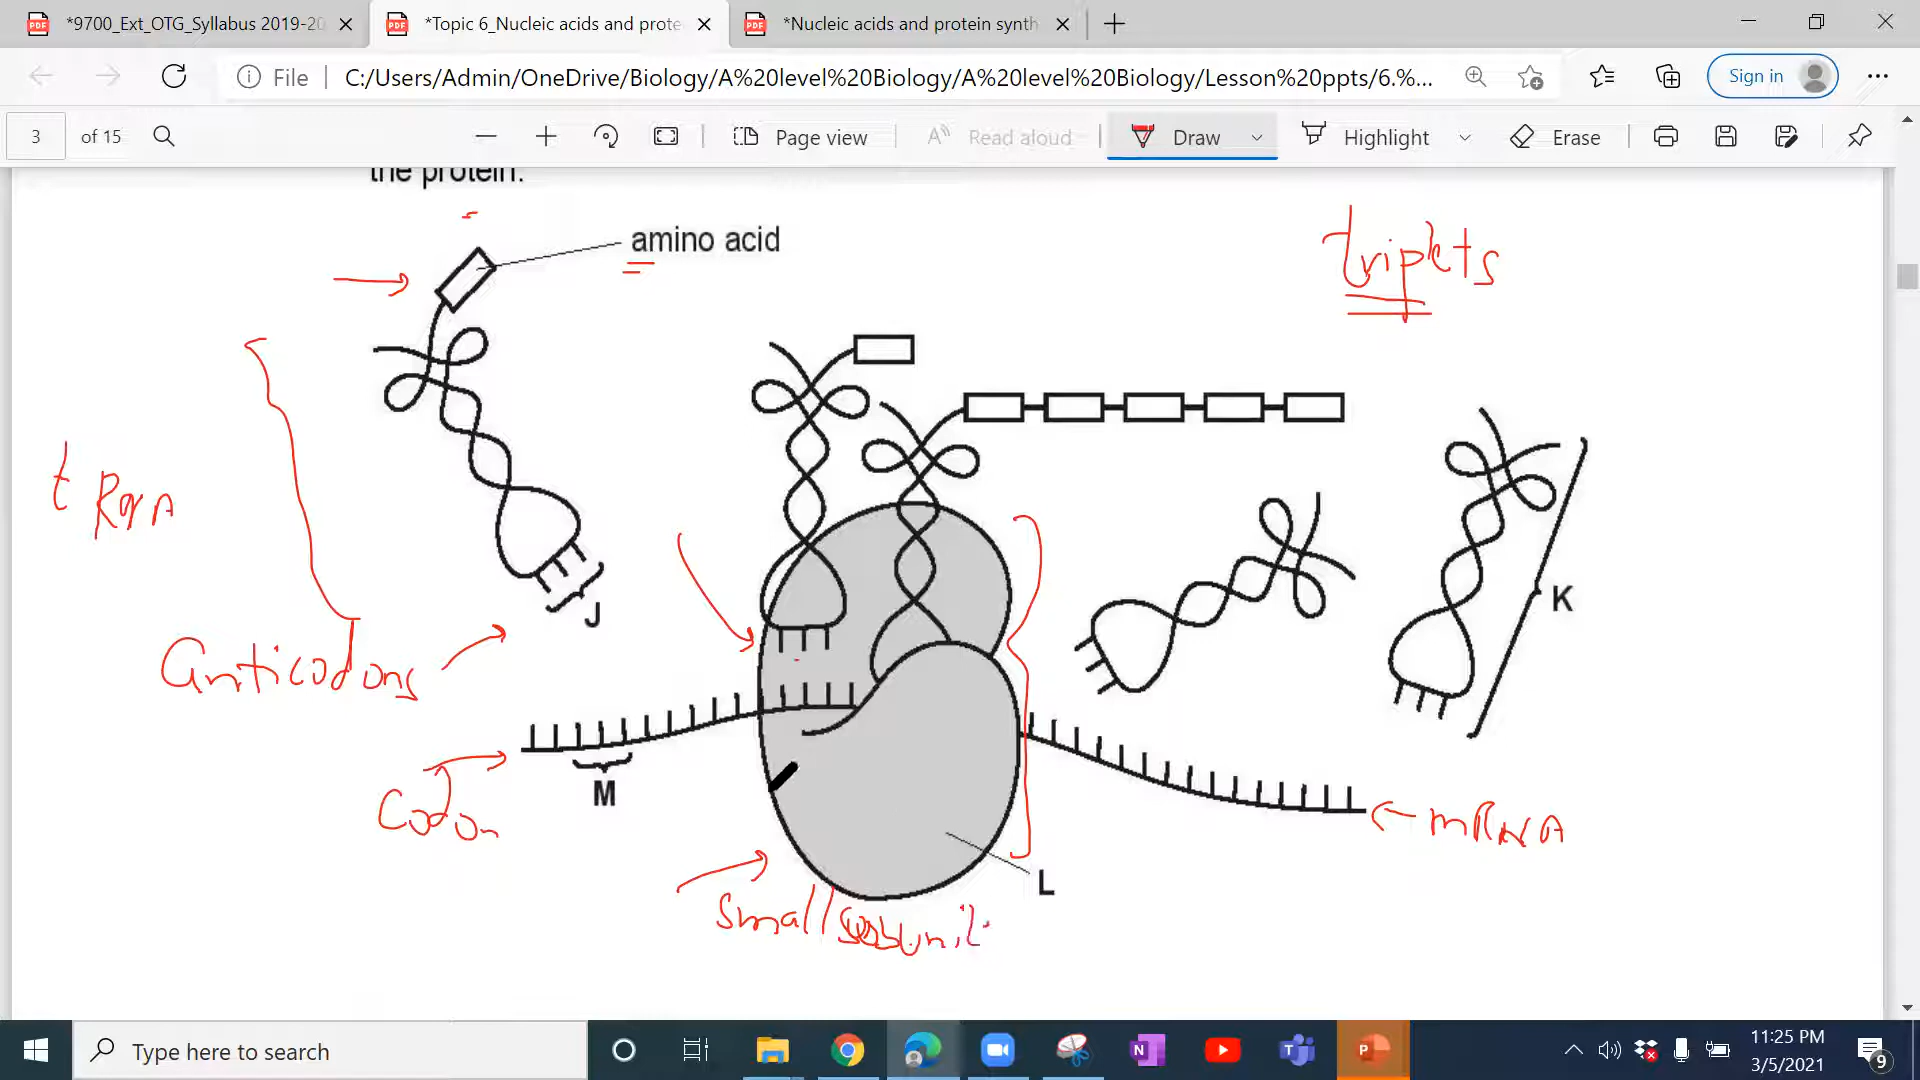 *9700_Ext_OTG_Syllabus 2019-20
*Topic 6_Nucleic acids and prote
*Nucleic acids and protein synth
File
C:/Users/Admin/OneDrive/Biology/A%20level%20Biology/A%20level%20Biology/Lesson%20ppts/6.%...
Sign in
3 of 15
Page view
Read aloud
Draw
Highlight
Erase
the protein.
amino acid
triplets
tRNA
J
K
anticodons
M
codon
mRNA
L
small subunit
Type here to search
11:25 PM
3/5/2021
9